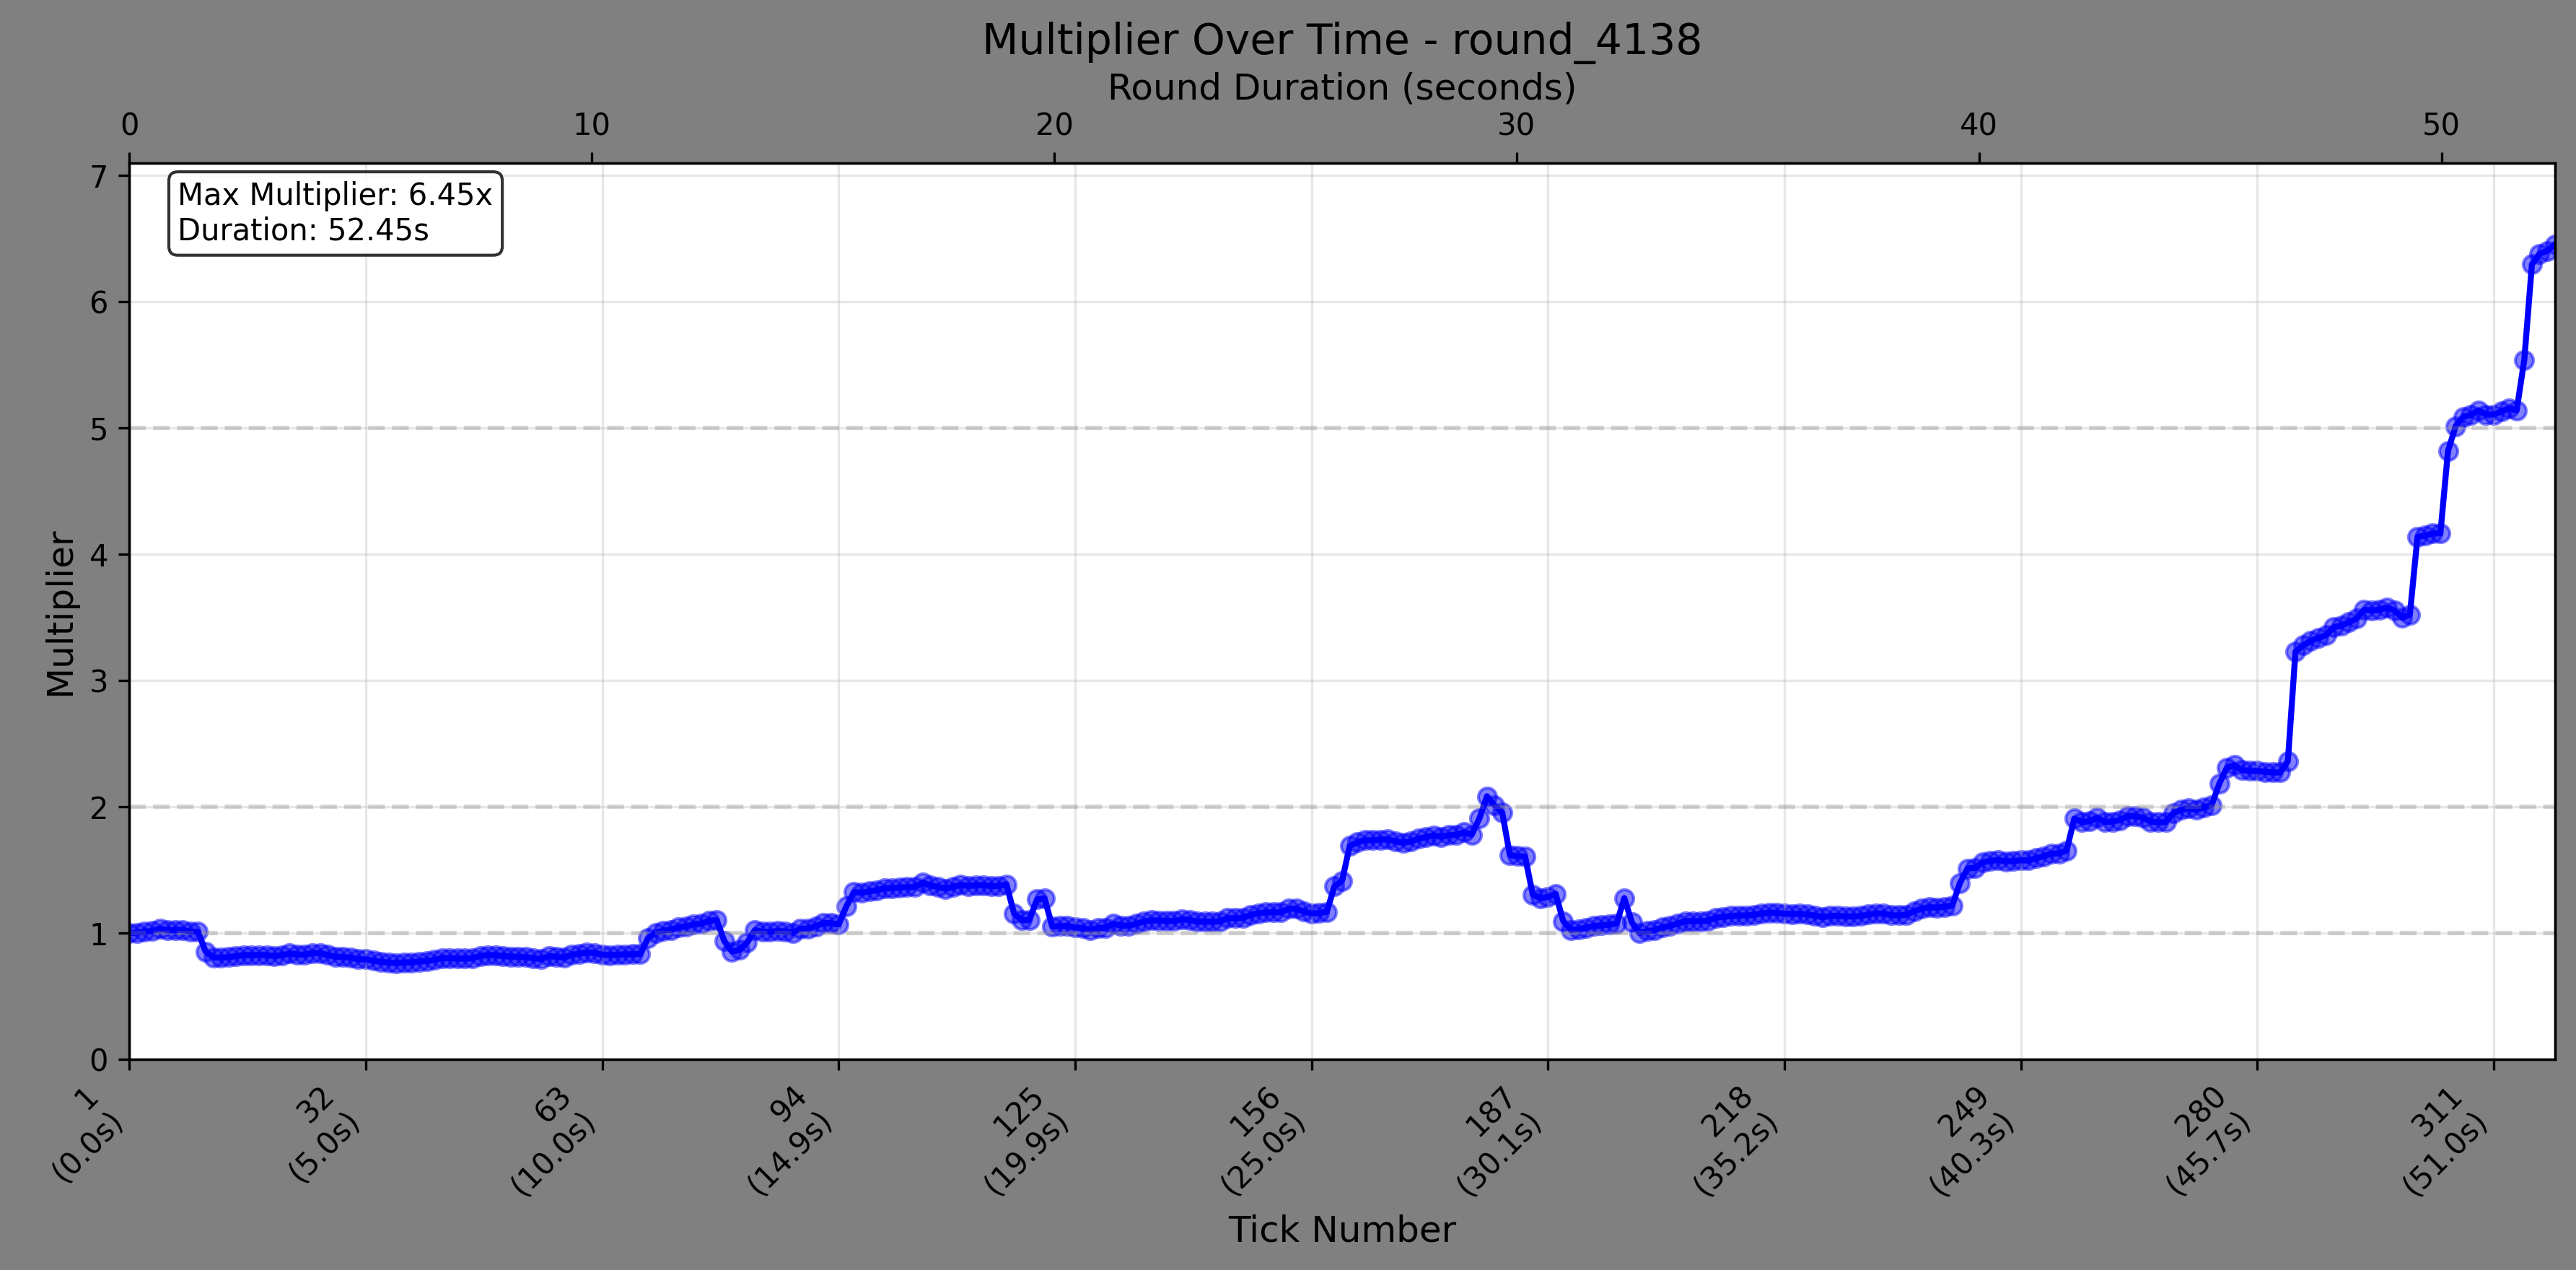 Multiplier Over Time - round_4138
Round Duration (seconds)
0 10 20 30 40 50
Max Multiplier: 6.45x
Duration: 52.45s
7
6
5
4
3
2
1
0
Multiplier
1
(0.0s)
32
(5.0s)
63
(10.0s)
94
(14.9s)
125
(19.9s)
156
(25.0s)
187
(30.1s)
218
(35.2s)
249
(40.3s)
280
(45.7s)
311
(51.0s)
Tick Number